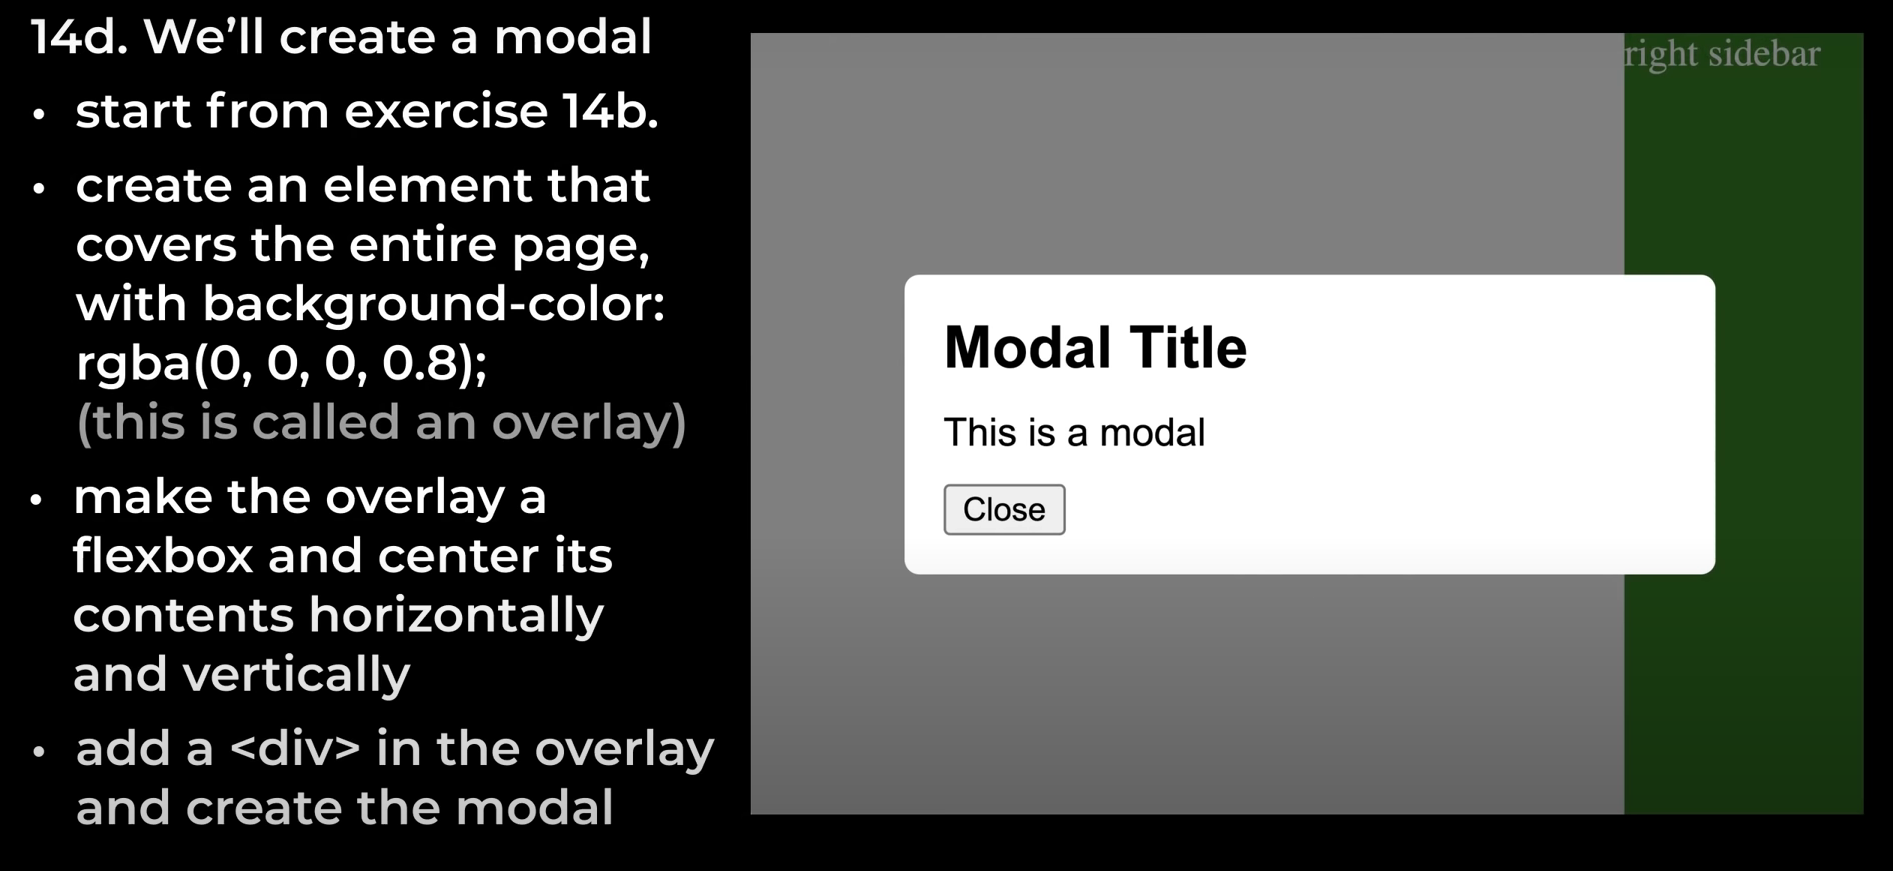 14d. We’ll create a modal
• start from exercise 14b.
• create an element that
covers the entire page,
with background-color:
rgba(0, 0, 0, 0.8);
(this is called an overlay)
• make the overlay a
flexbox and center its
contents horizontally
and vertically
• add a <div> in the overlay
and create the modal
right sidebar
Modal Title
This is a modal
Close